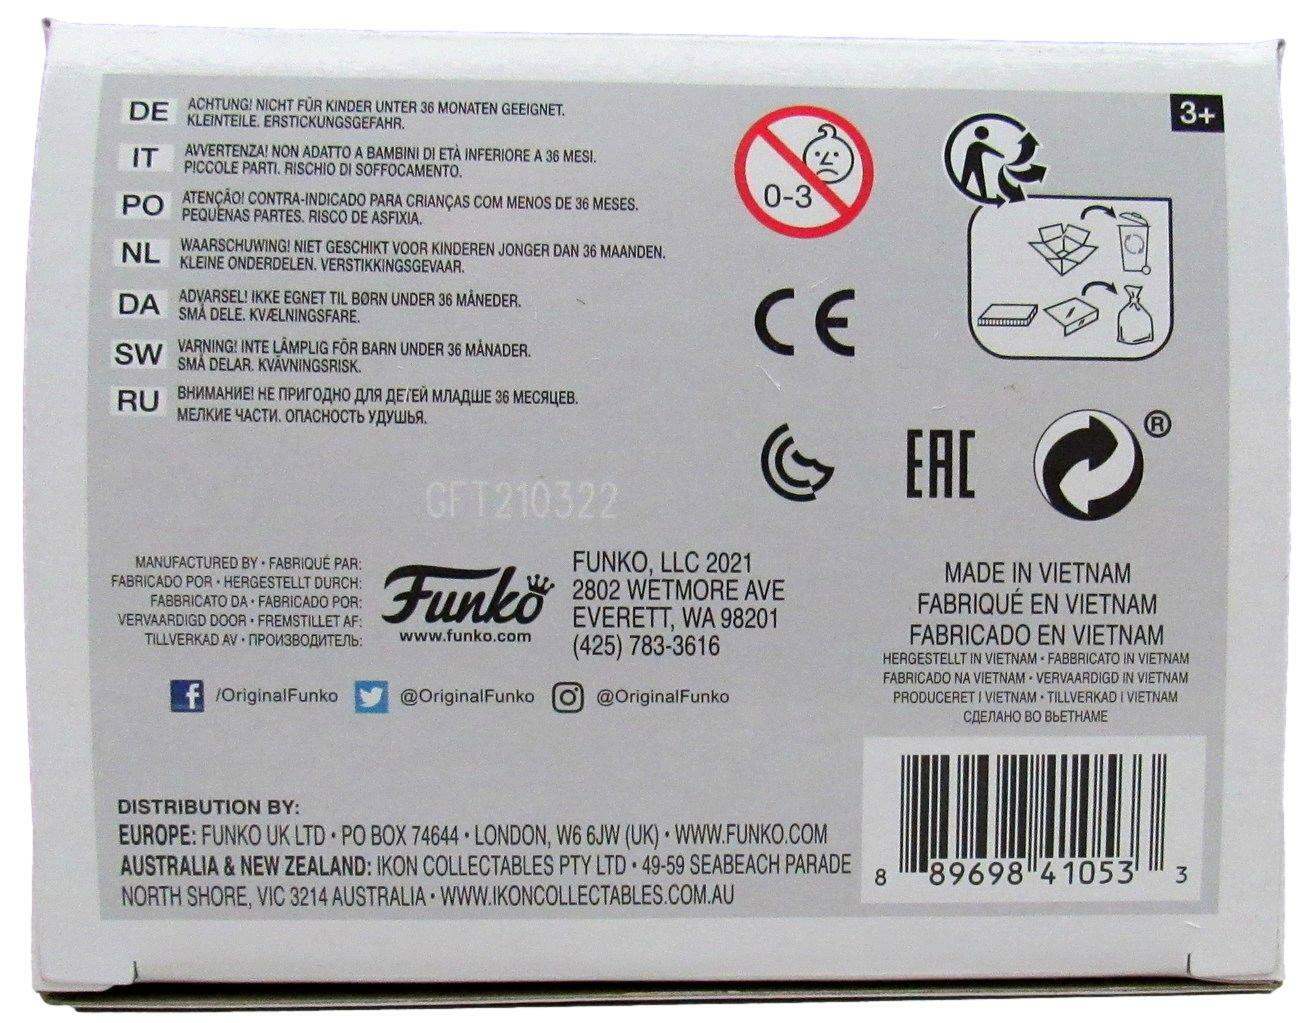 3+
DE ACHTUNG! NICHT FÜR KINDER UNTER 36 MONATEN GEEIGNET.
KLEINTEILE. ERSTICKUNGSGEFAHR.
IT AVVERTENZA! NON ADATTO A BAMBINI DI ETÀ INFERIORE A 36 MESI.
PICCOLE PARTI. RISCHIO DI SOFFOCAMENTO.
PO ATENÇÃO! CONTRA-INDICADO PARA CRIANÇAS COM MENOS DE 36 MESES.
PEQUENAS PARTES. RISCO DE ASFIXIA.
NL WAARSCHUWING! NIET GESCHIKT VOOR KINDEREN JONGER DAN 36 MAANDEN.
KLEINE ONDERDELEN. VERSTIKKINGSGEVAAR.
DA ADVARSEL! IKKE EGNET TIL BØRN UNDER 36 MÅNEDER.
SMÅ DELE. KVÆLNINGSFARE.
SW VARNING! INTE LÄMPLIG FÖR BARN UNDER 36 MÅNADER.
SMÅ DELAR. KVÄVNINGSRISK.
RU ВНИМАНИЕ! НЕ ПРИГОДНО ДЛЯ ДЕТЕЙ МЛАДШЕ 36 МЕСЯЦЕВ.
МЕЛКИЕ ЧАСТИ. ОПАСНОСТЬ УДУШЬЯ.
0-3
CE
EAC
®
GFT210322
MANUFACTURED BY • FABRIQUÉ PAR:
FABRICADO POR • HERGESTELLT DURCH:
FABBRICATO DA • FABRICADO POR:
VERVAARDIGD DOOR • FREMSTILLET AF:
TILLVERKAD AV • ПРОИЗВОДИТЕЛЬ:
Funko
www.funko.com
FUNKO, LLC 2021
2802 WETMORE AVE
EVERETT, WA 98201
(425) 783-3616
MADE IN VIETNAM
FABRIQUÉ EN VIETNAM
FABRICADO EN VIETNAM
HERGESTELLT IN VIETNAM • FABBRICATO IN VIETNAM
FABRICADO NA VIETNAM • VERVAARDIGD IN VIETNAM
PRODUCERET I VIETNAM • TILLVERKAD I VIETNAM
СДЕЛАНО ВО ВЬЕТНАМЕ
f /OriginalFunko @OriginalFunko @OriginalFunko
DISTRIBUTION BY:
EUROPE: FUNKO UK LTD • PO BOX 74644 • LONDON, W6 6JW (UK) • WWW.FUNKO.COM
AUSTRALIA & NEW ZEALAND: IKON COLLECTABLES PTY LTD • 49-59 SEABEACH PARADE
NORTH SHORE, VIC 3214 AUSTRALIA • WWW.IKONCOLLECTABLES.COM.AU
8 89698 41053 3